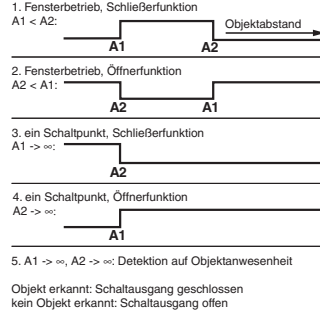 1. Fensterbetrieb, Schließerfunktion
A1 < A2:
Objektabstand
A1 A2
2. Fensterbetrieb, Öffnerfunktion
A2 < A1:
A2 A1
3. ein Schaltpunkt, Schließerfunktion
A1 -> ∞:
A2
4. ein Schaltpunkt, Öffnerfunktion
A2 -> ∞:
A1
5. A1 -> ∞, A2 -> ∞: Detektion auf Objektanwesenheit
Objekt erkannt: Schaltausgang geschlossen
kein Objekt erkannt: Schaltausgang offen